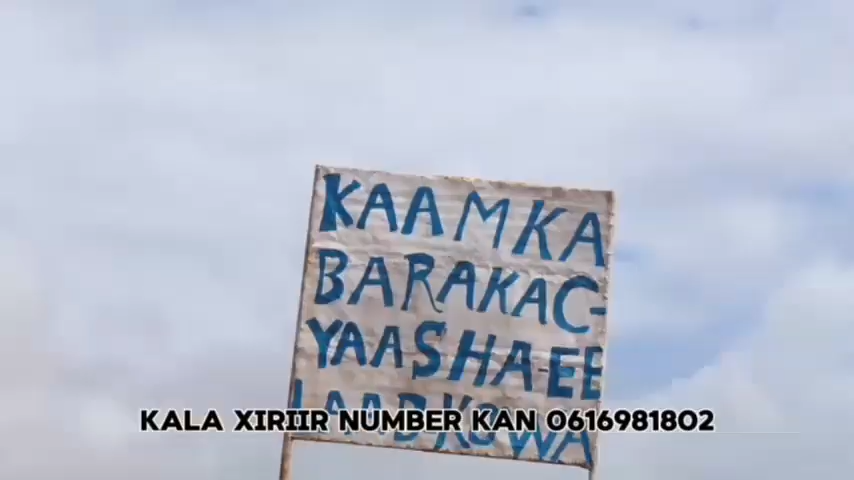 KAAMKA
BARAKAC-
YAASHA-EE
KALA XIRIIR NUMBER KAN 0616981802